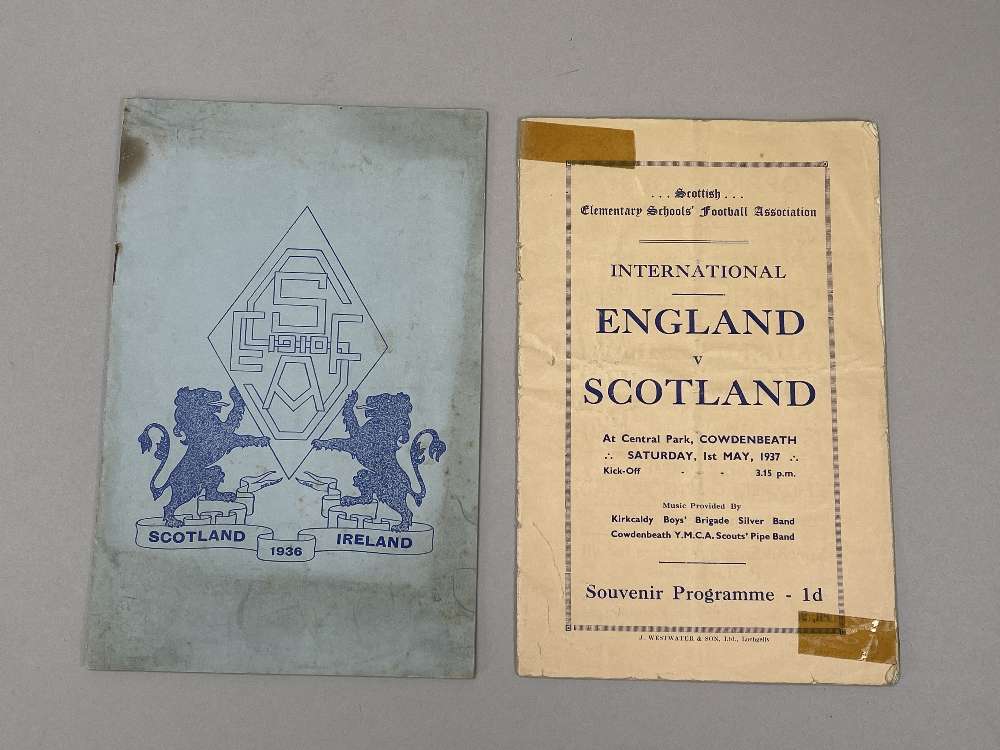 S
E 1910 F
A
SCOTLAND 1936 IRELAND
. . . Scottish . . .
Elementary Schools' Football Association
INTERNATIONAL
ENGLAND
v
SCOTLAND
At Central Park, COWDENBEATH
∴ SATURDAY, 1st MAY, 1937 ∴
Kick-Off - - - 3.15 p.m.
Music Provided By
Kirkcaldy Boys' Brigade Silver Band
Cowdenbeath Y.M.C.A. Scouts' Pipe Band
Souvenir Programme - 1d
J. WESTWATER & SON, Ltd., Lochgelly